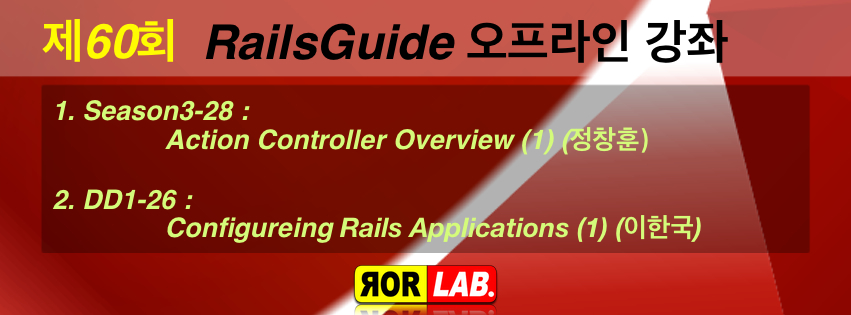 제60회 RailsGuide 오프라인 강좌
1. Season3-28 :
Action Controller Overview (1) (정창훈)
2. DD1-26 :
Configureing Rails Applications (1) (이한국)
ЯOR LAB.